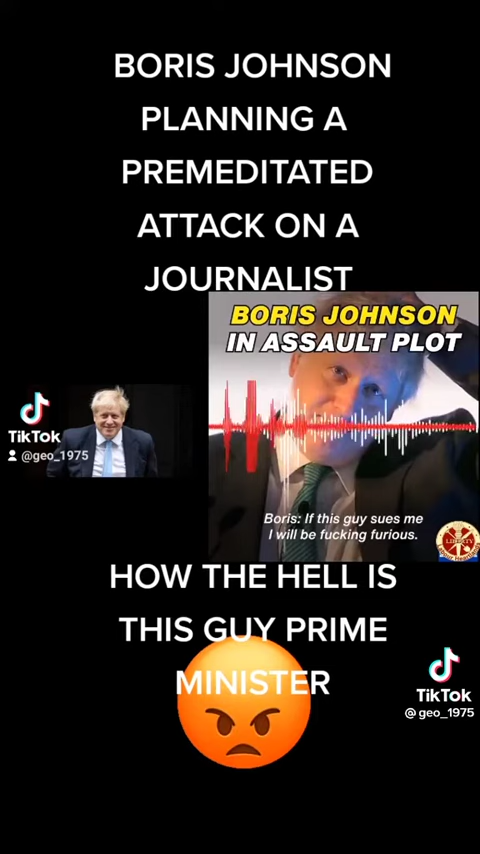 BORIS JOHNSON
PLANNING A
PREMEDITATED
ATTACK ON A
JOURNALIST
BORIS JOHNSON
IN ASSAULT PLOT
TikTok
@geo_1975
Boris: If this guy sues me
I will be fucking furious.
LIBERTY
HOW THE HELL IS
THIS GUY PRIME
MINISTER
TikTok
@geo_1975